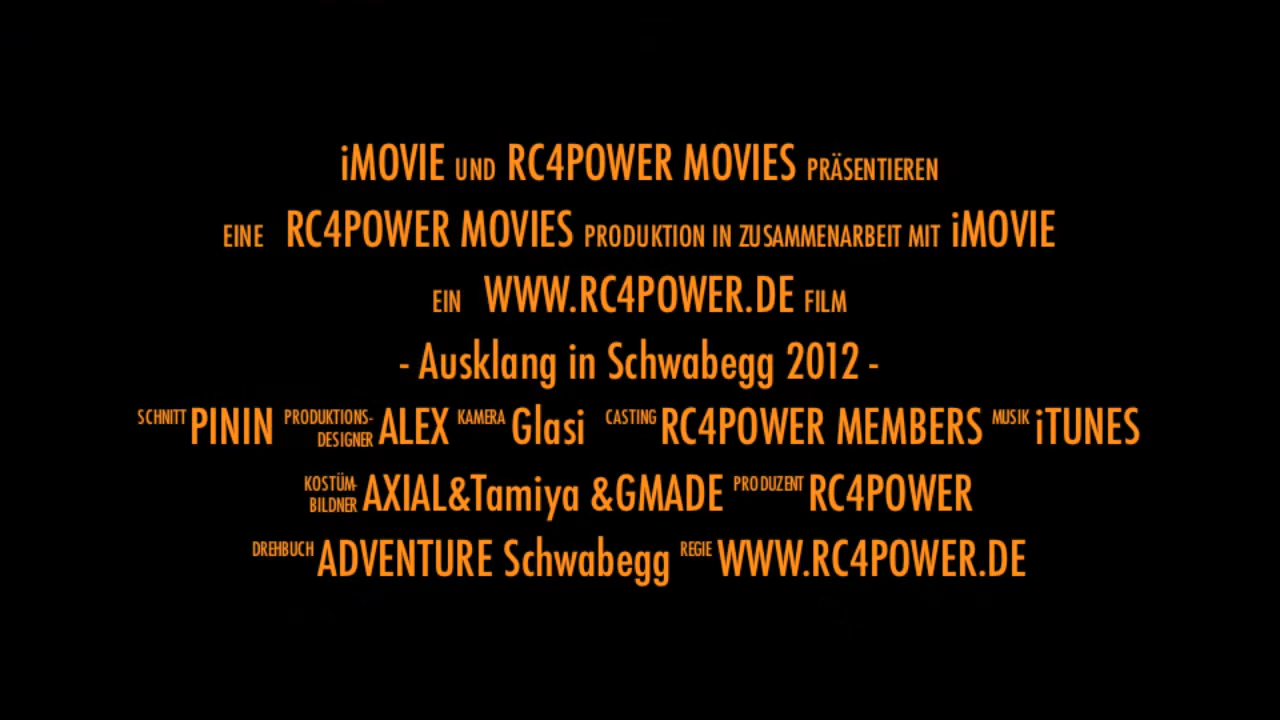 iMOVIE UND RC4POWER MOVIES PRÄSENTIEREN
EINE RC4POWER MOVIES PRODUKTION IN ZUSAMMENARBEIT MIT iMOVIE
EIN WWW.RC4POWER.DE FILM
- Ausklang in Schwabegg 2012 -
SCHNITT PININ PRODUKTIONS-DESIGNER ALEX KAMERA Glasi CASTING RC4POWER MEMBERS MUSIK iTUNES
KOSTÜM-BILDNER AXIAL&Tamiya &GMADE PRODUZENT RC4POWER
DREHBUCH ADVENTURE Schwabegg REGIE WWW.RC4POWER.DE